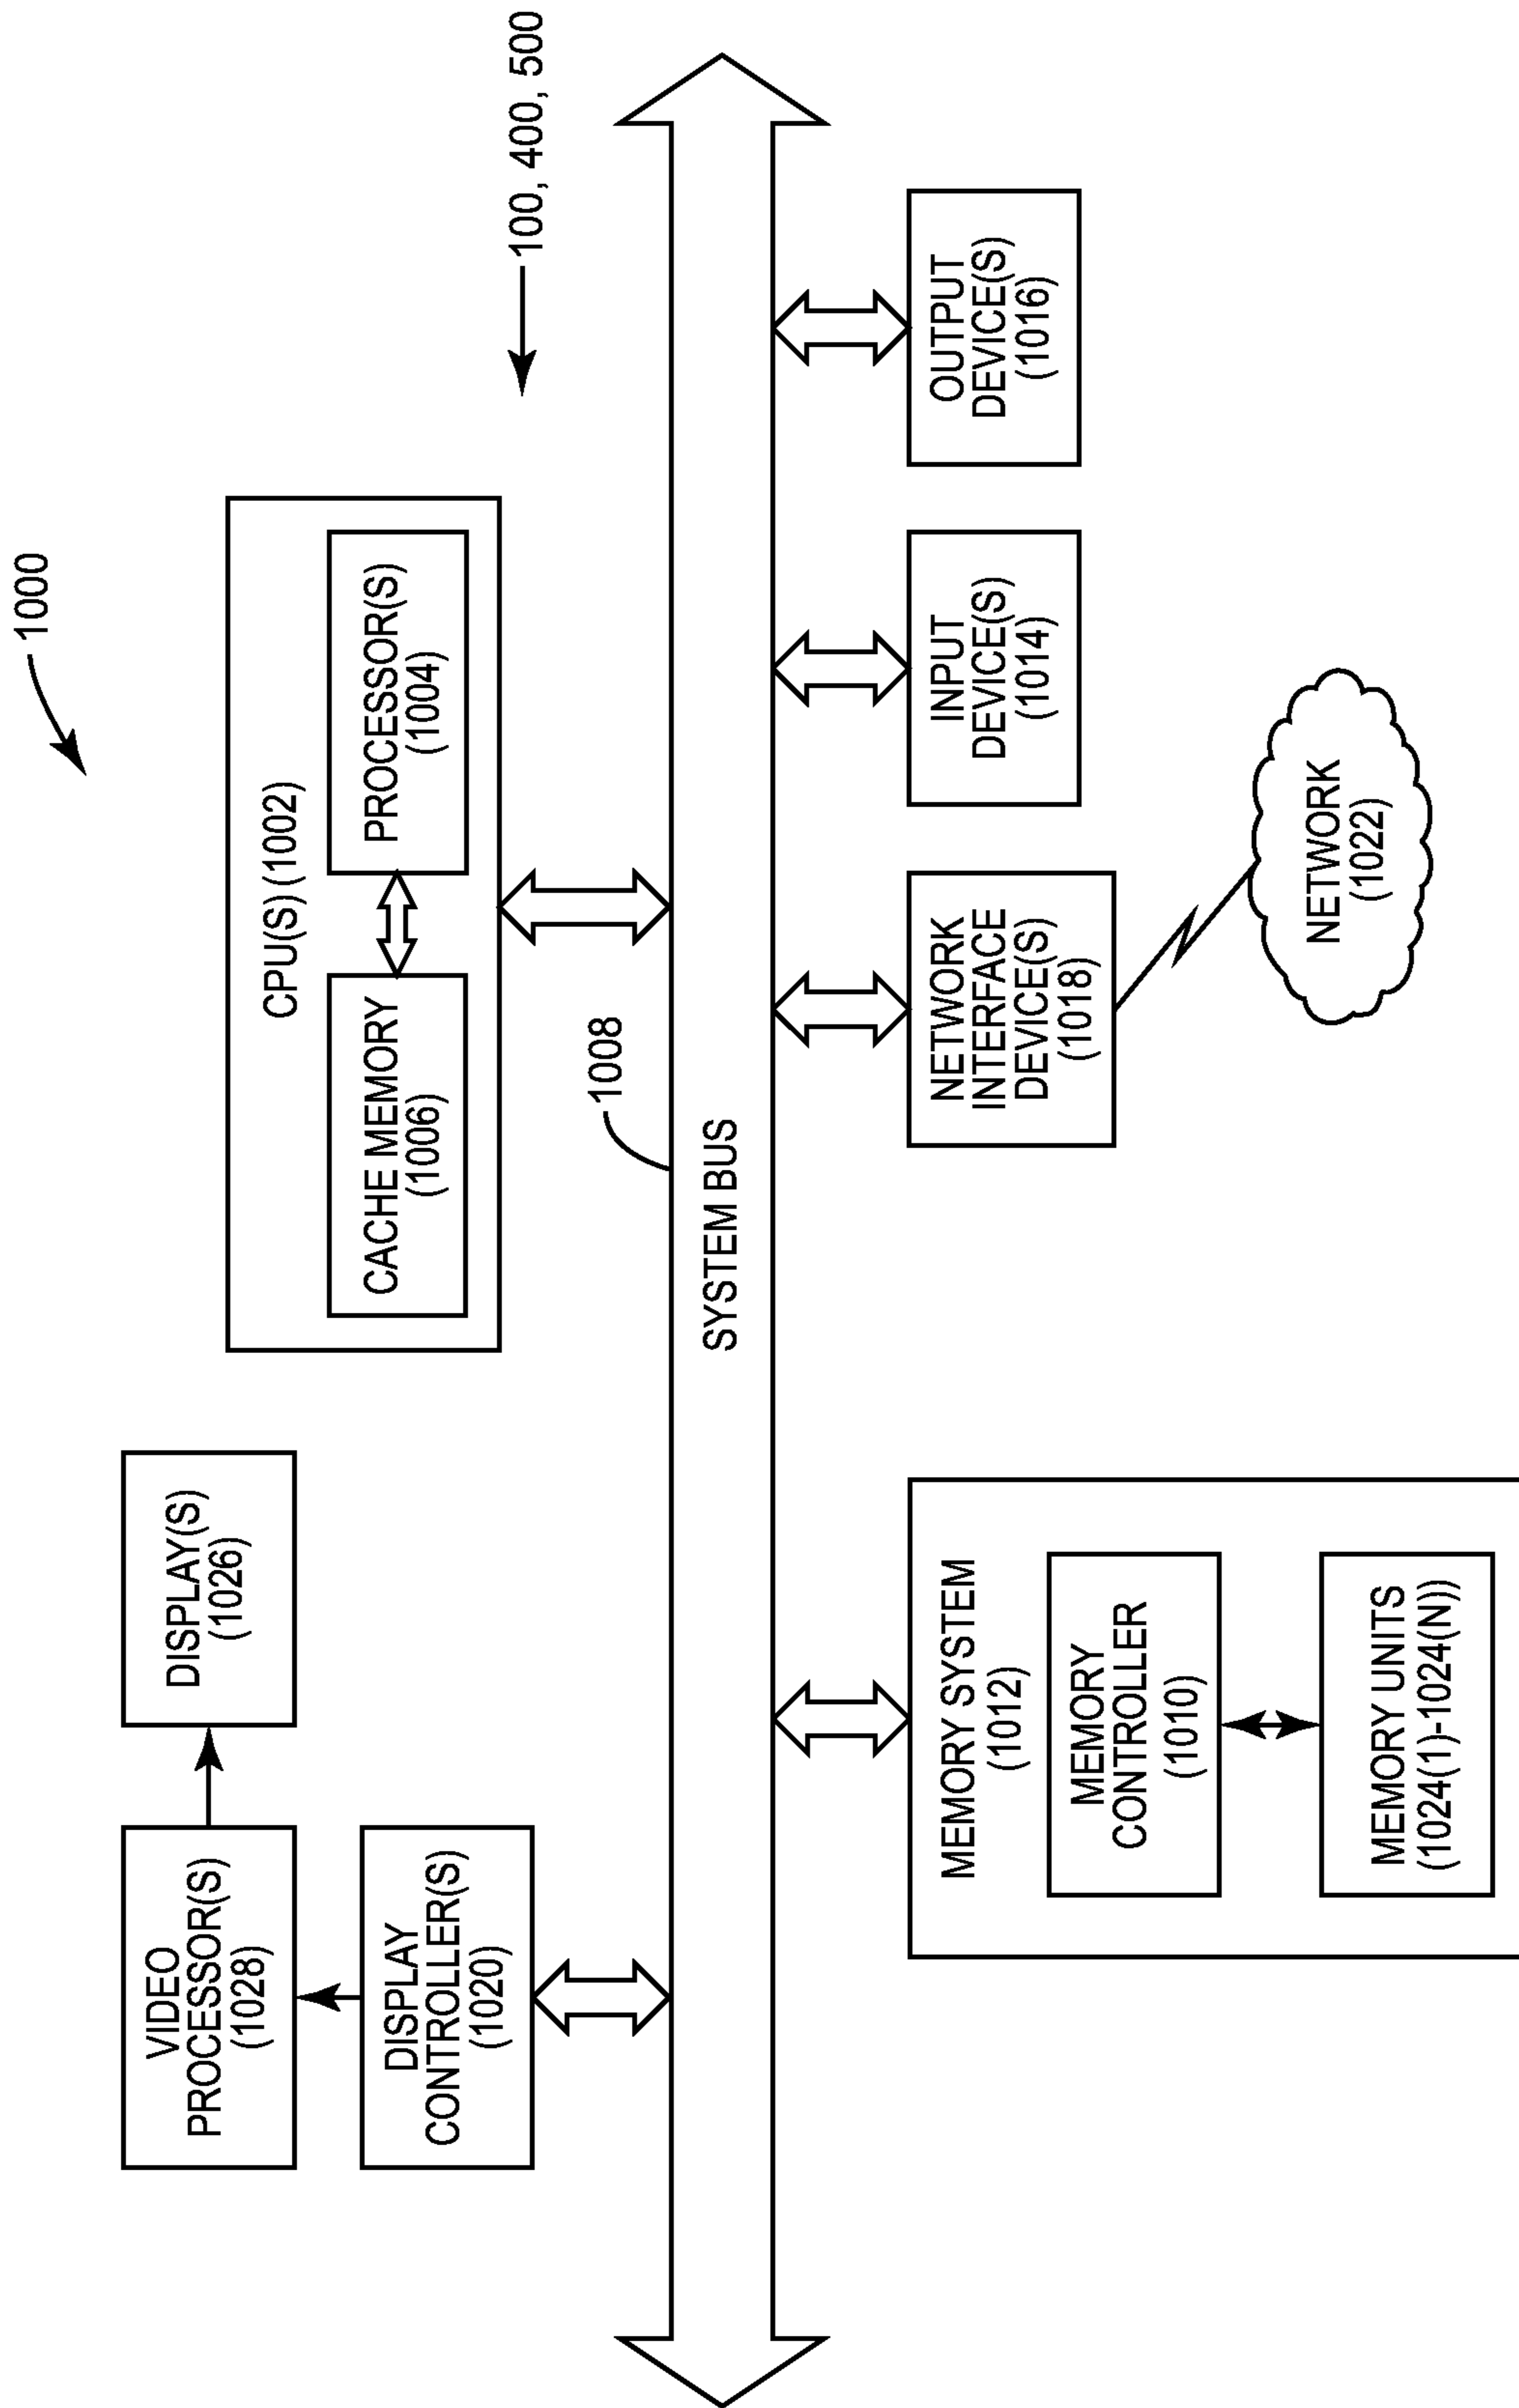 1000
VIDEO
PROCESSOR(S)
(1028)
DISPLAY(S)
(1026)
CPU(S) (1002)
CACHE MEMORY
(1006)
PROCESSOR(S)
(1004)
DISPLAY
CONTROLLER(S)
(1020)
100, 400, 500
1008
SYSTEM BUS
MEMORY SYSTEM
(1012)
MEMORY
CONTROLLER
(1010)
MEMORY UNITS
(1024(1)-1024(N))
NETWORK
INTERFACE
DEVICE(S)
(1018)
INPUT
DEVICE(S)
(1014)
OUTPUT
DEVICE(S)
(1016)
NETWORK
(1022)